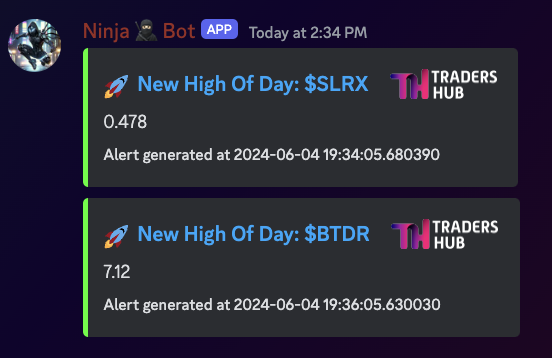 Ninja 🥷 Bot APP Today at 2:34 PM
🚀 New High Of Day: $SLRX
TH TRADERS HUB
0.478
Alert generated at 2024-06-04 19:34:05.680390
🚀 New High Of Day: $BTDR
TH TRADERS HUB
7.12
Alert generated at 2024-06-04 19:36:05.630030